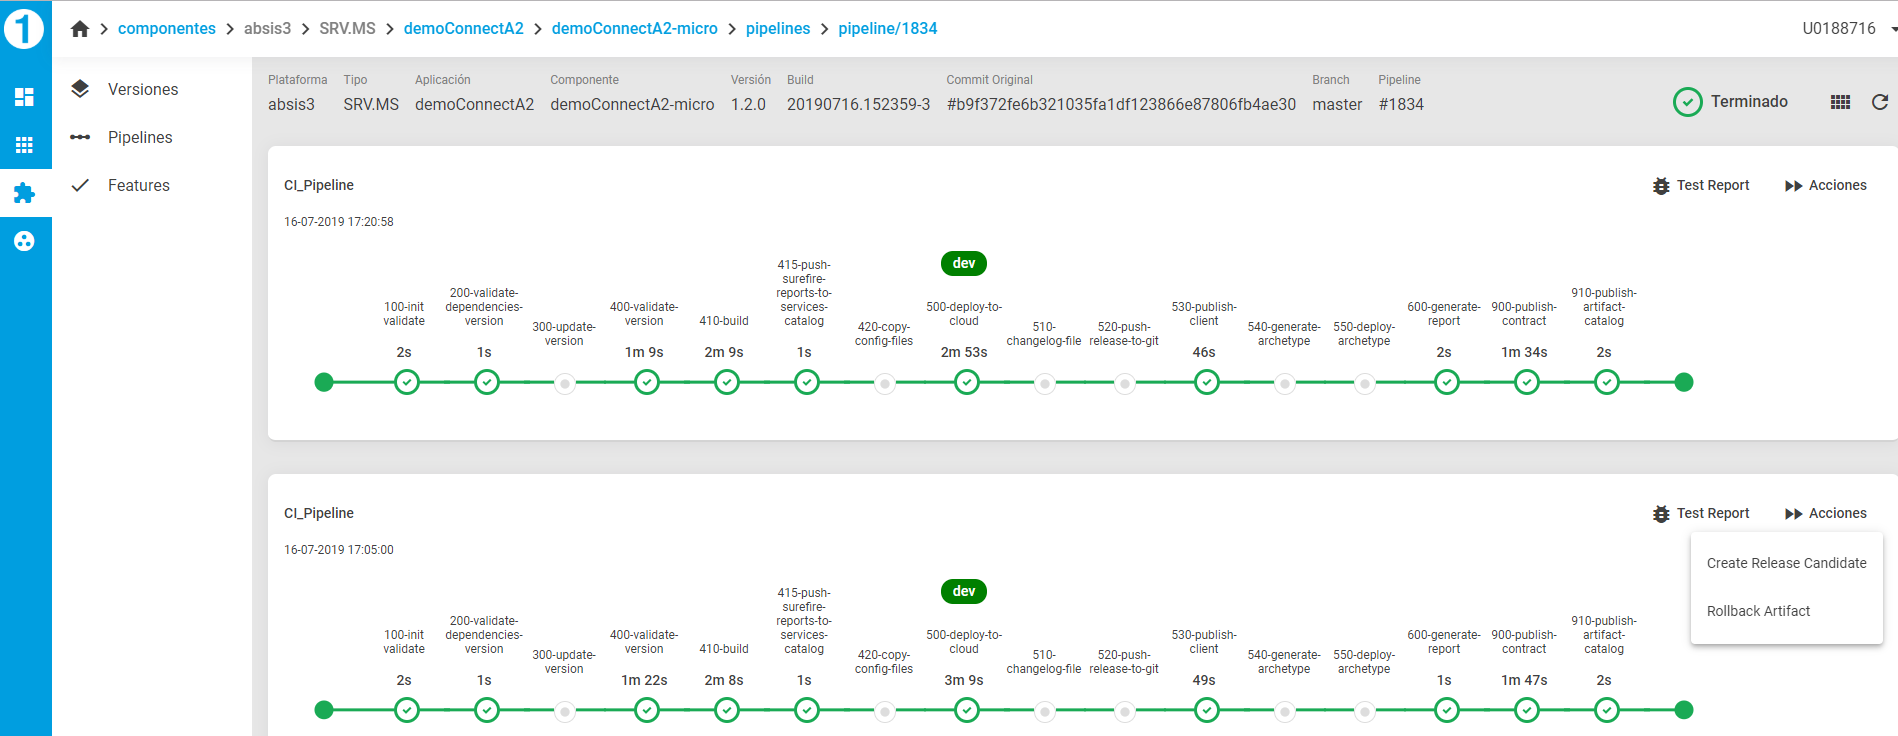 1
componentes > absis3 > SRV.MS > demoConnectA2 > demoConnectA2-micro > pipelines > pipeline/1834
U0188716
Versiones
Pipelines
Features
Plataforma Tipo Aplicación Componente Versión Build Commit Original Branch Pipeline
absis3 SRV.MS demoConnectA2 demoConnectA2-micro 1.2.0 20190716.152359-3 #b9f372fe6b321035fa1df123866e87806fb4ae30 master #1834
Terminado
CI_Pipeline
Test Report
Acciones
16-07-2019 17:20:58
100-init
validate
2s
200-validate-
dependencies-
version
1s
300-update-
version
400-validate-
version
1m 9s
410-build
2m 9s
415-push-
surefire-
reports-to-
services-
catalog
1s
420-copy-
config-files
dev
500-deploy-to-
cloud
2m 53s
510-
changelog-file
520-push-
release-to-git
530-publish-
client
46s
540-generate-
archetype
550-deploy-
archetype
600-generate-
report
2s
900-publish-
contract
1m 34s
910-publish-
artifact-
catalog
2s
CI_Pipeline
Test Report
Acciones
Create Release Candidate
Rollback Artifact
16-07-2019 17:05:00
100-init
validate
2s
200-validate-
dependencies-
version
1s
300-update-
version
400-validate-
version
1m 22s
410-build
2m 8s
415-push-
surefire-
reports-to-
services-
catalog
1s
420-copy-
config-files
dev
500-deploy-to-
cloud
3m 9s
510-
changelog-file
520-push-
release-to-git
530-publish-
client
49s
540-generate-
archetype
550-deploy-
archetype
600-generate-
report
1s
900-publish-
contract
1m 47s
910-publish-
artifact-
catalog
2s